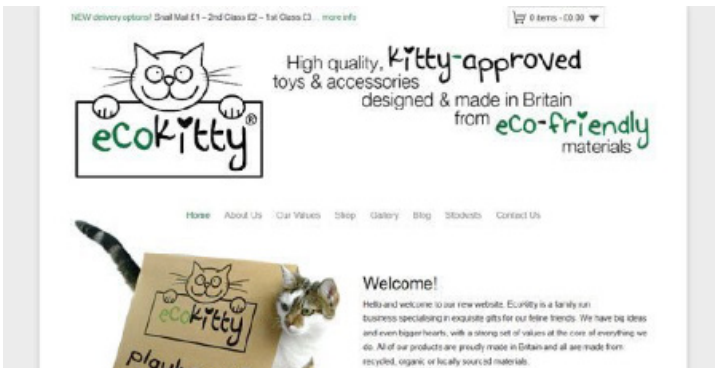 NEW delivery options! Snail Mail £1 – 2nd Class £2 – 1st Class £3 ... more info
0 items - £0.00
ecokitty®
High quality, kitty-approved
toys & accessories
designed & made in Britain
from eco-friendly
materials
Home About Us Our Values Shop Gallery Blog Stockists Contact Us
ecokitty
Welcome!
Hello and welcome to our new website. EcoKitty is a family run
business specialising in exquisite gifts for our feline friends. We have big ideas
and even bigger hearts, with a strong set of values at the core of everything we
do. All of our products are proudly made in Britain and all are made from
recycled, organic or locally sourced materials.